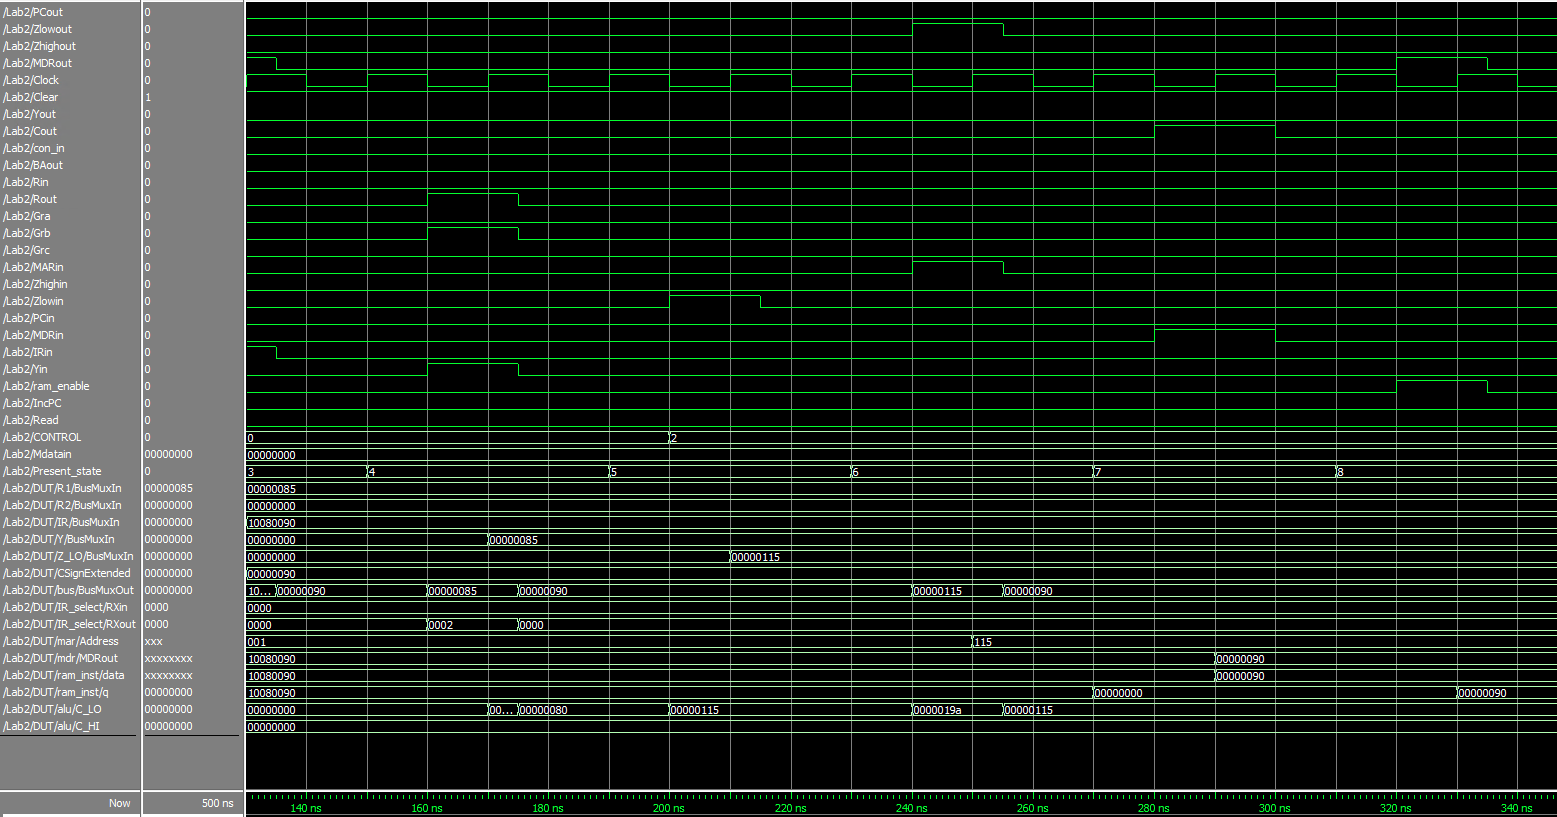 /Lab2/PCout 0
/Lab2/Zlowout 0
/Lab2/Zhighout 0
/Lab2/MDRout 0
/Lab2/Clock 0
/Lab2/Clear 1
/Lab2/Yout 0
/Lab2/Cout 0
/Lab2/con_in 0
/Lab2/BAout 0
/Lab2/Rin 0
/Lab2/Rout 0
/Lab2/Gra 0
/Lab2/Grb 0
/Lab2/Grc 0
/Lab2/MARin 0
/Lab2/Zhighin 0
/Lab2/Zlowin 0
/Lab2/PCin 0
/Lab2/MDRin 0
/Lab2/IRin 0
/Lab2/Yin 0
/Lab2/ram_enable 0
/Lab2/IncPC 0
/Lab2/Read 0
/Lab2/CONTROL 0 0 2
/Lab2/Mdatain 00000000 00000000
/Lab2/Present_state 0 3 4 5 6 7 8
/Lab2/DUT/R1/BusMuxIn 00000085 00000085
/Lab2/DUT/R2/BusMuxIn 00000000 00000000
/Lab2/DUT/IR/BusMuxIn 00000000 10080090
/Lab2/DUT/Y/BusMuxIn 00000000 00000000 00000085
/Lab2/DUT/Z_LO/BusMuxIn 00000000 00000000 00000115
/Lab2/DUT/CSignExtended 00000000 00000090
/Lab2/DUT/bus/BusMuxOut 00000000 10... 00000090 00000085 00000090 00000115 00000090
/Lab2/DUT/IR_select/RXin 0000 0000
/Lab2/DUT/IR_select/RXout 0000 0000 0002 0000
/Lab2/DUT/mar/Address xxx 001 115
/Lab2/DUT/mdr/MDRout xxxxxxxx 10080090 00000090
/Lab2/DUT/ram_inst/data xxxxxxxx 10080090 00000090
/Lab2/DUT/ram_inst/q 00000000 10080090 00000000 00000090
/Lab2/DUT/alu/C_LO 00000000 00000000 00... 00000080 00000115 0000019a 00000115
/Lab2/DUT/alu/C_HI 00000000 00000000
Now 500 ns 140 ns 160 ns 180 ns 200 ns 220 ns 240 ns 260 ns 280 ns 300 ns 320 ns 340 ns